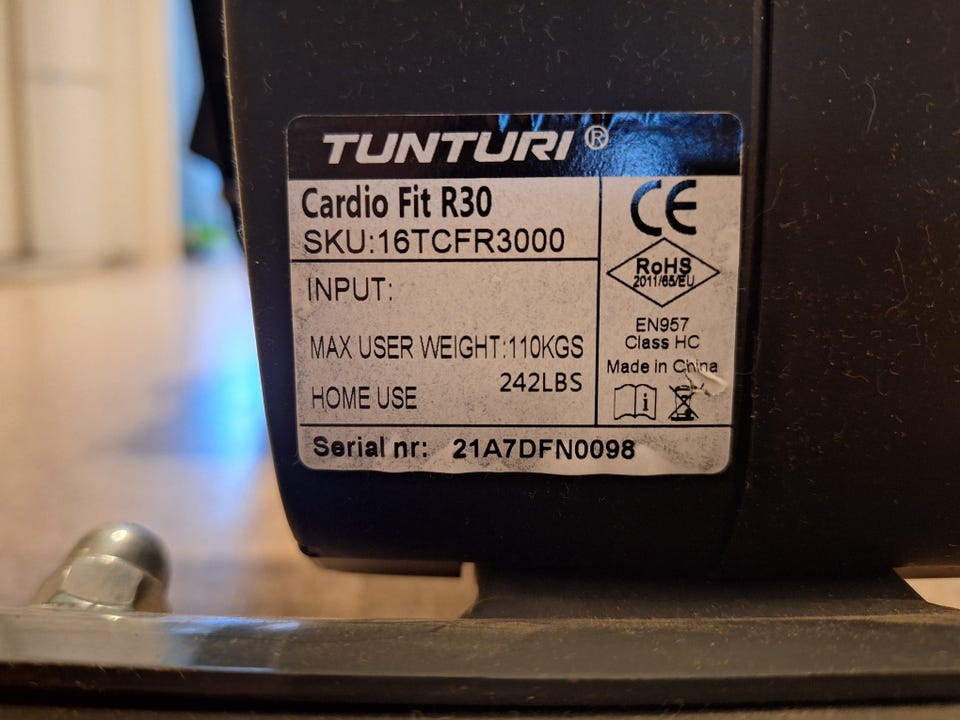 TUNTURI®
Cardio Fit R30
SKU:16TCFR3000
INPUT:
MAX USER WEIGHT:110KGS
242LBS
HOME USE
CE
RoHS
2011/65/EU
EN957
Class HC
Made in China
i
Serial nr: 21A7DFN0098